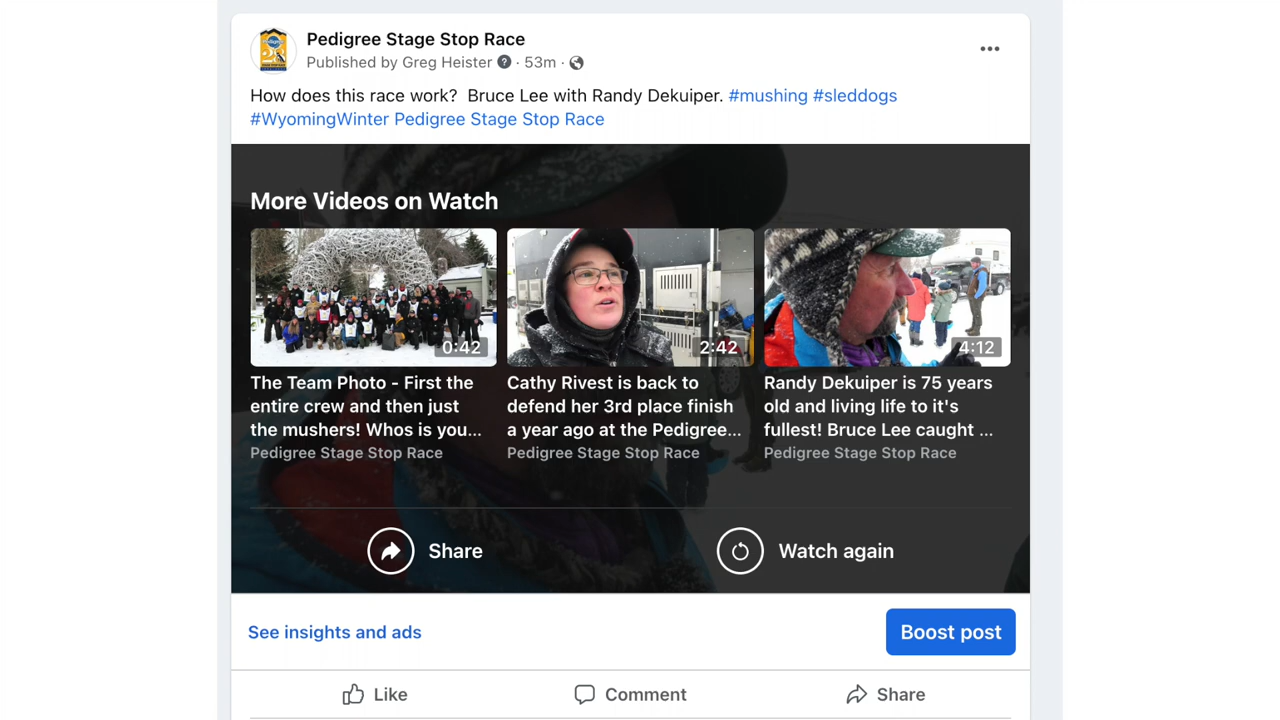 Pedigree Stage Stop Race
Published by Greg Heister · 53m ·
How does this race work?  Bruce Lee with Randy Dekuiper. #mushing #sleddogs
#WyomingWinter Pedigree Stage Stop Race
More Videos on Watch
0:42
2:42
4:12
The Team Photo - First the
entire crew and then just
the mushers! Whos is you...
Pedigree Stage Stop Race
Cathy Rivest is back to
defend her 3rd place finish
a year ago at the Pedigree...
Pedigree Stage Stop Race
Randy Dekuiper is 75 years
old and living life to it's
fullest! Bruce Lee caught ...
Pedigree Stage Stop Race
Share
Watch again
See insights and ads
Boost post
Like
Comment
Share